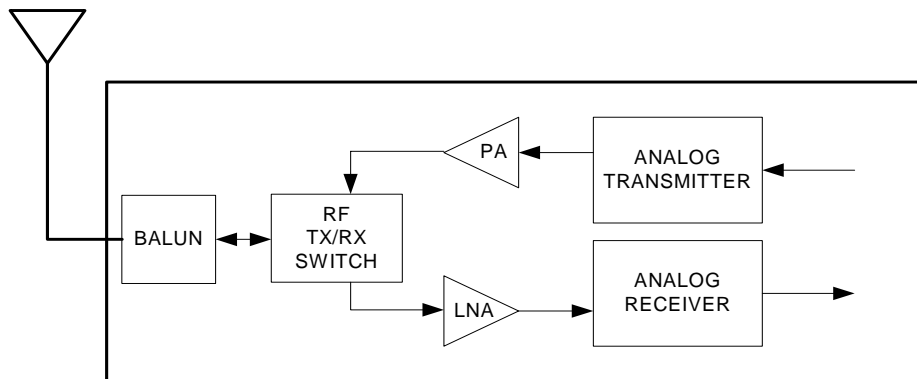 PA
ANALOG
TRANSMITTER
BALUN
RF
TX/RX
SWITCH
LNA
ANALOG
RECEIVER